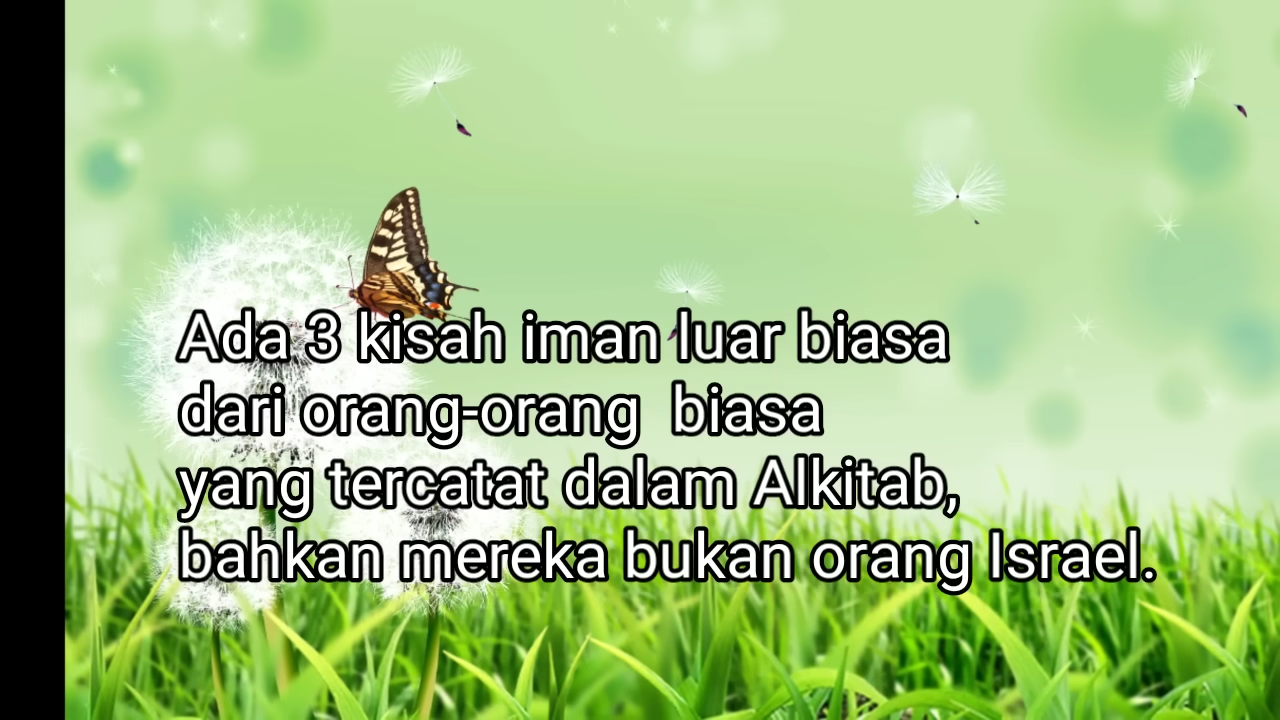 Ada 3 kisah iman luar biasa
dari orang-orang  biasa
yang tercatat dalam Alkitab,
bahkan mereka bukan orang Israel.